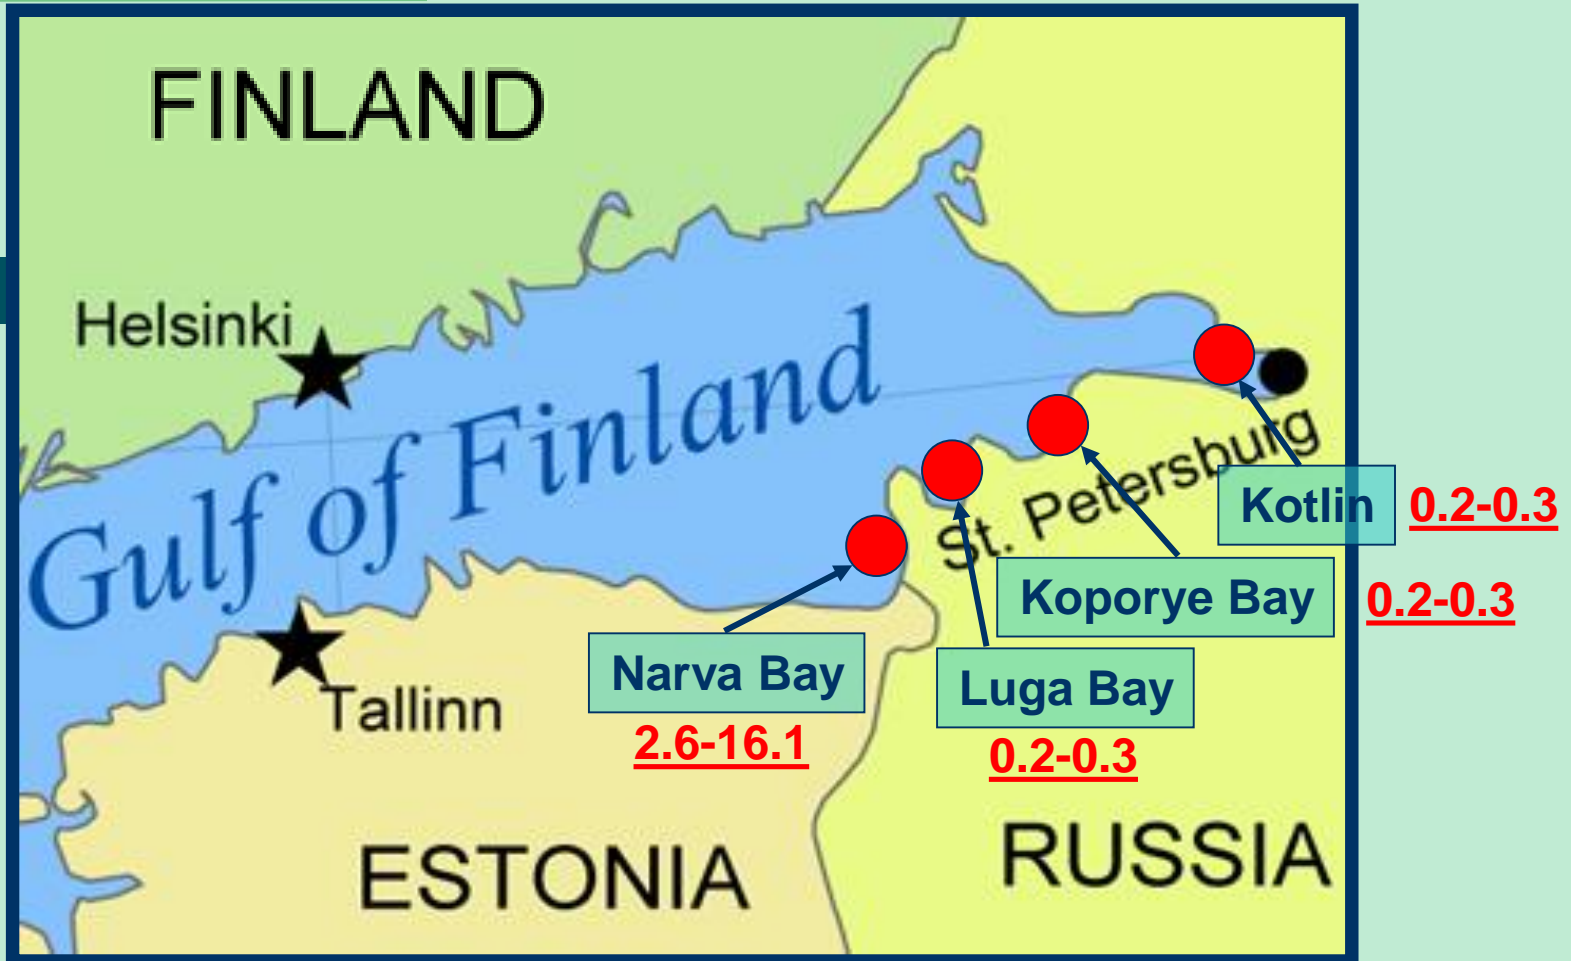 FINLAND
Helsinki
Gulf of Finland
St. Petersburg
Kotlin 0.2-0.3
Koporye Bay 0.2-0.3
Narva Bay
2.6-16.1
Luga Bay
0.2-0.3
Tallinn
ESTONIA
RUSSIA